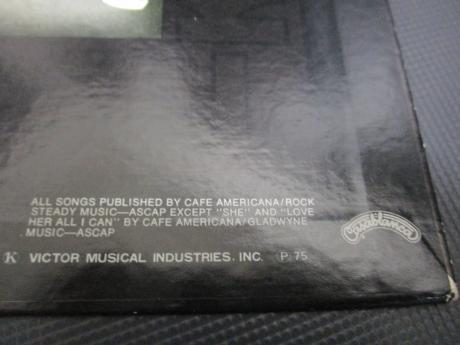 ALL SONGS PUBLISHED BY CAFE AMERICANA/ROCK
STEADY MUSIC—ASCAP EXCEPT "SHE" AND "LOVE
HER ALL I CAN" BY CAFE AMERICANA/GLADWYNE
MUSIC—ASCAP
Casablanca
K VICTOR MUSICAL INDUSTRIES, INC. P 75